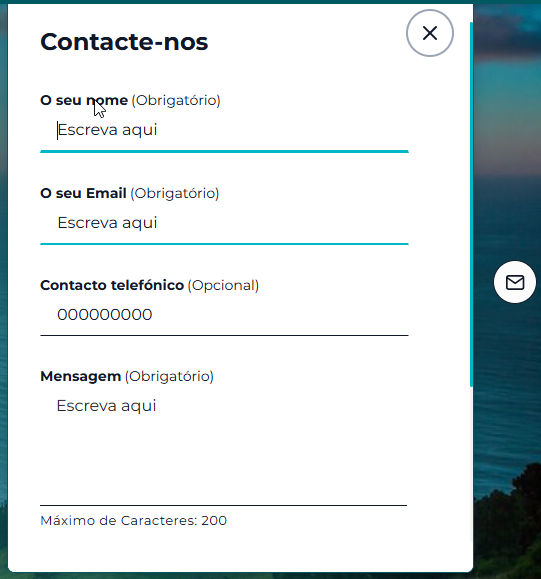 Contacte-nos
O seu nome (Obrigatório)
Escreva aqui
O seu Email (Obrigatório)
Escreva aqui
Contacto telefónico (Opcional)
000000000
Mensagem (Obrigatório)
Escreva aqui
Máximo de Caracteres: 200